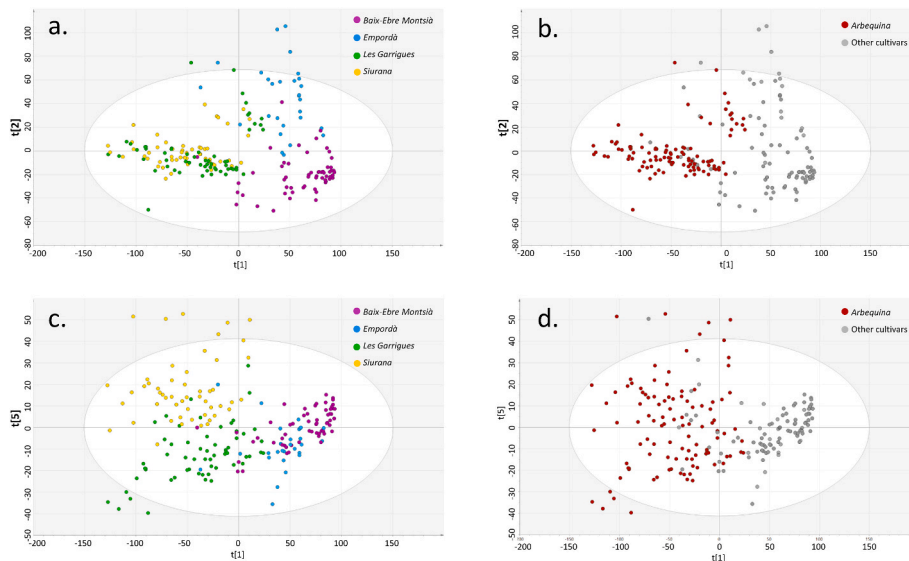 a.
Baix-Ebre Montsià
Empordà
Les Garrigues
Siurana
t[2]
100
80
60
40
20
0
-20
-40
-60
-80
-200 -150 -100 -50 0 50 100 150
t[1]
b.
Arbequina
Other cultivars
t[2]
100
80
60
40
20
0
-20
-40
-60
-80
-200 -150 -100 -50 0 50 100 150
t[1]
c.
Baix-Ebre Montsià
Empordà
Les Garrigues
Siurana
t[5]
50
40
30
20
10
0
-10
-20
-30
-40
-50
-200 -150 -100 -50 0 50 100 150
t[1]
d.
Arbequina
Other cultivars
t[5]
50
40
30
20
10
0
-10
-20
-30
-40
-50
-200 -150 -100 -50 0 50 100 150 200
t[1]